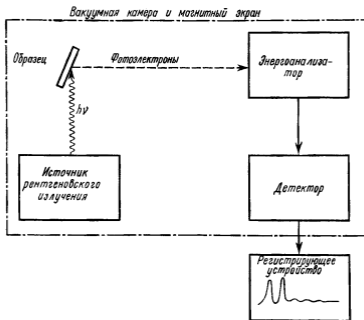 Вакуумная камера и магнитный экран
Образец
Фотоэлектроны
Энергоанализа-
тор
hν
Источник
рентгеновского
излучения
Детектор
Регистрирующее
устройство